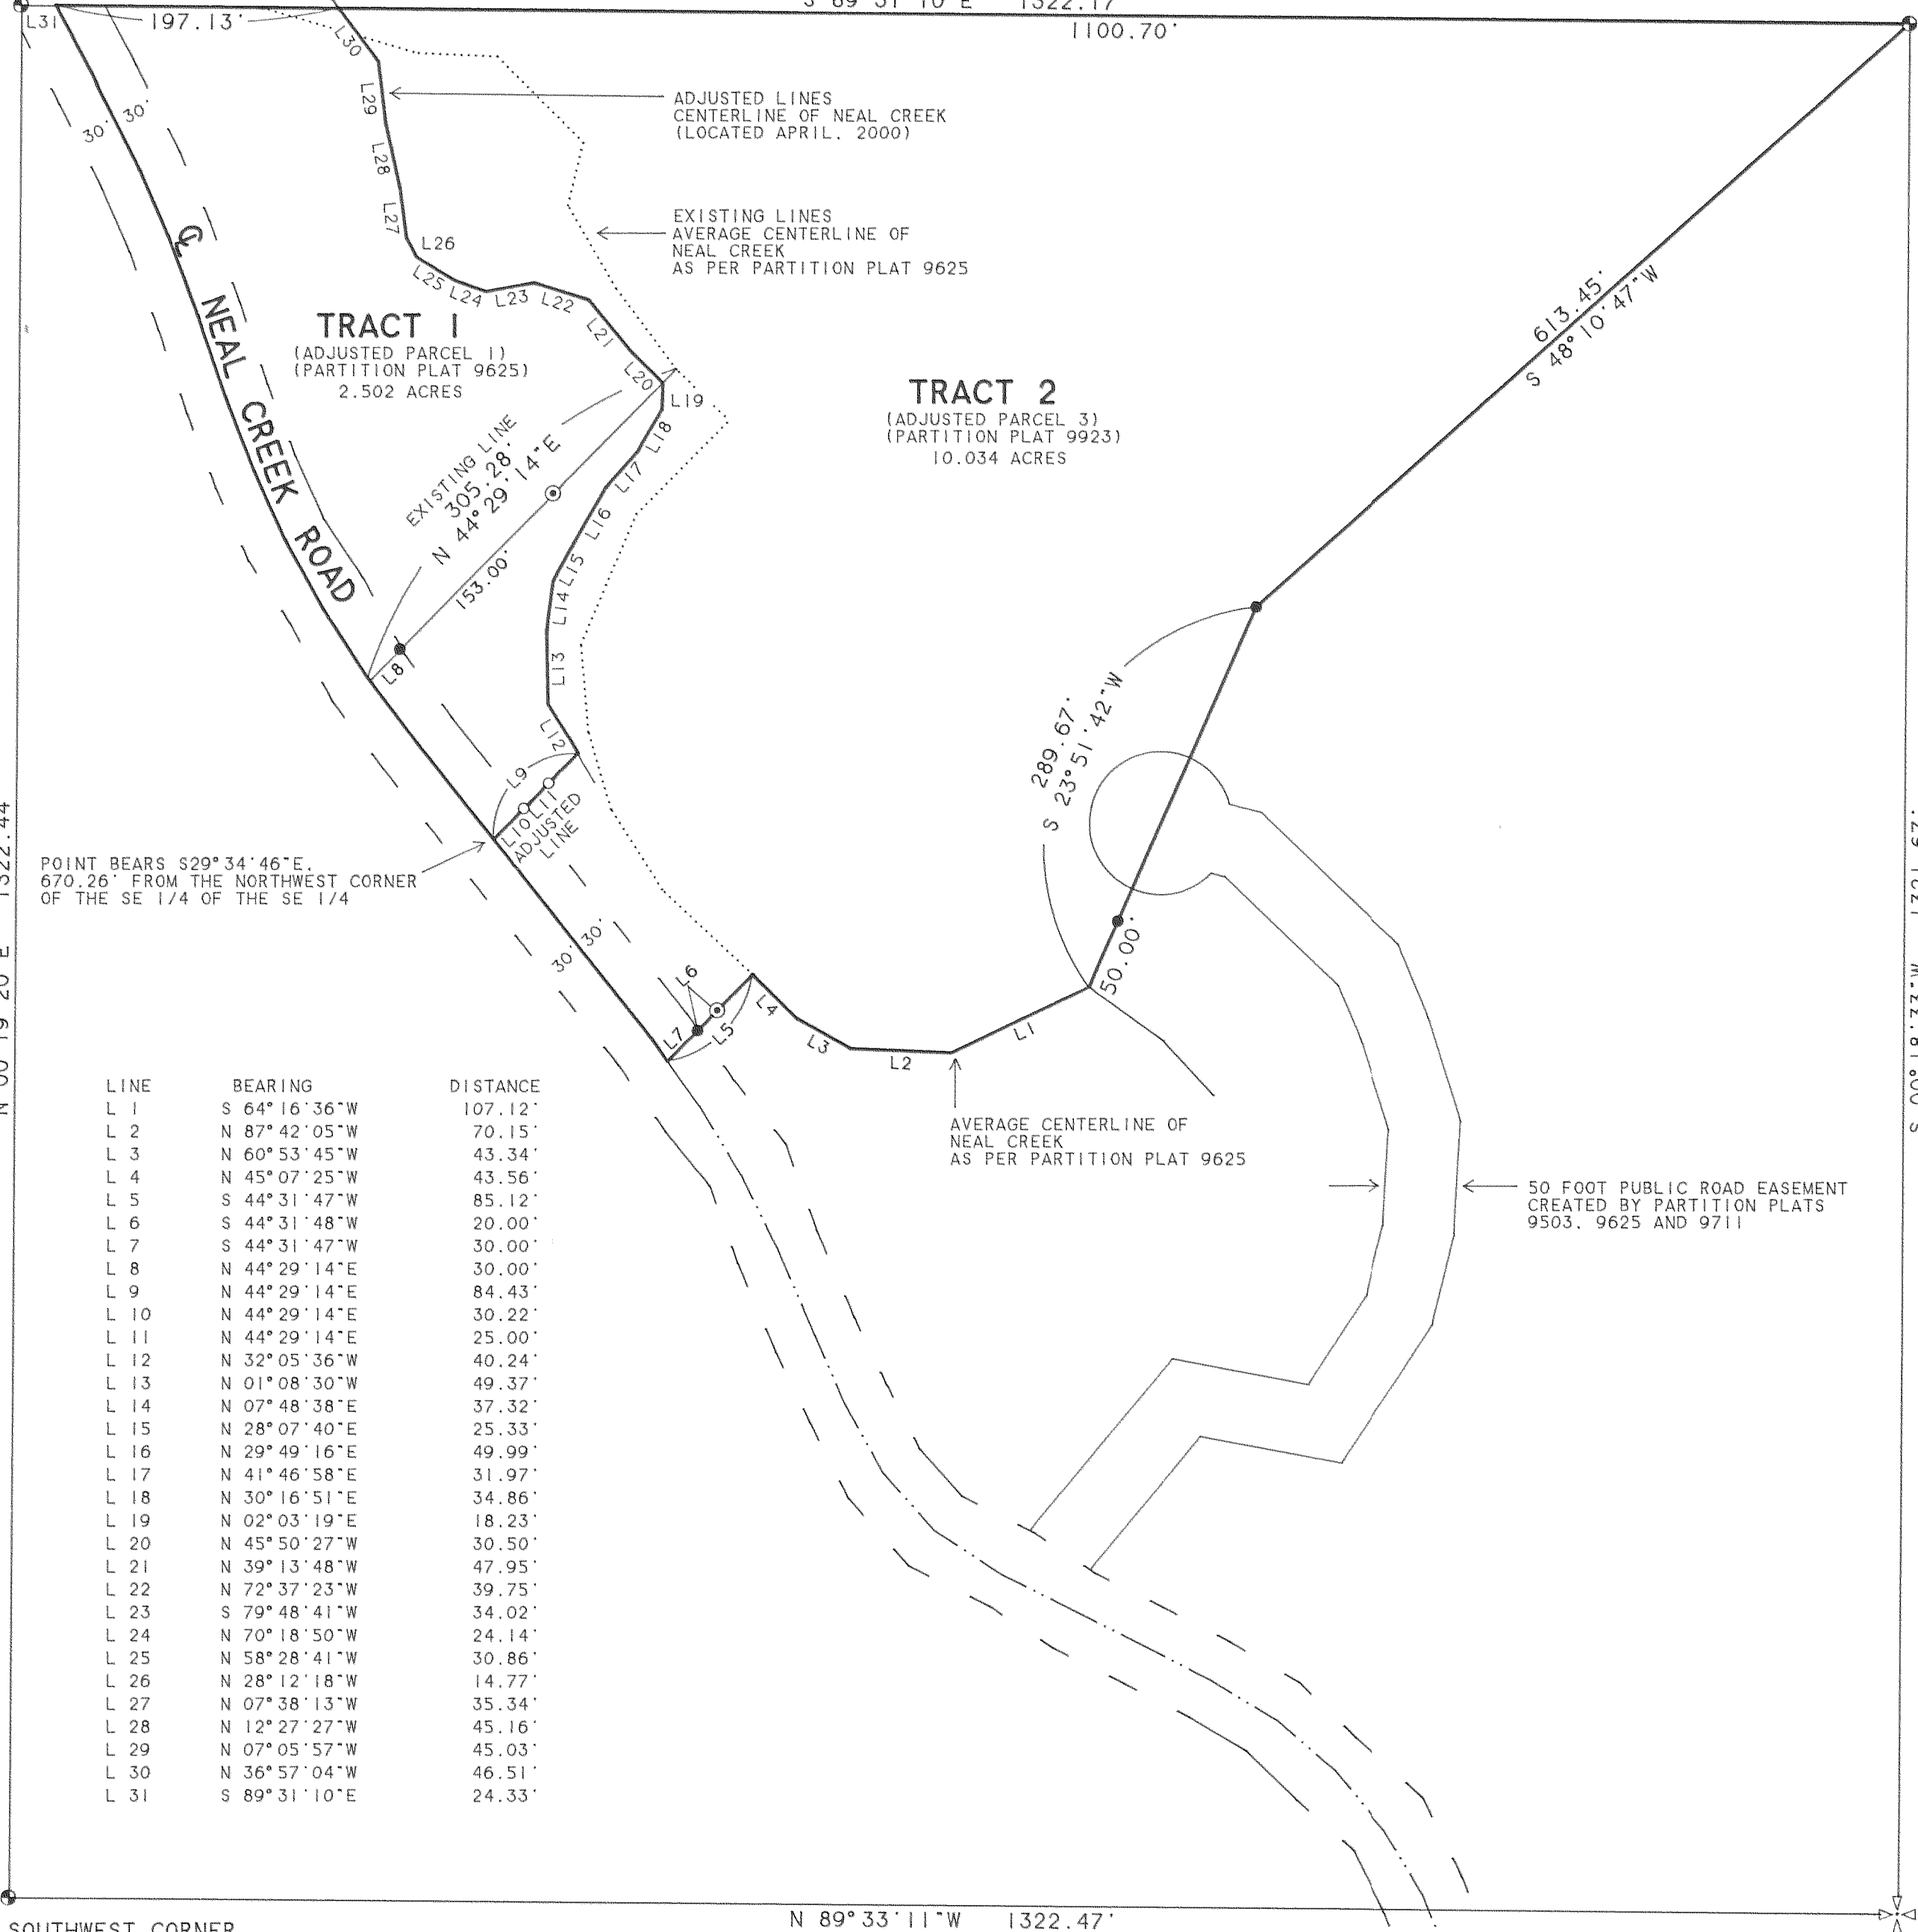 S 89°31'10"E 1322.17'
L31
197.13'
1100.70'
L30
30' 30'
L29
ADJUSTED LINES
CENTERLINE OF NEAL CREEK
(LOCATED APRIL, 2000)
L28
L27
EXISTING LINES
AVERAGE CENTERLINE OF
NEAL CREEK
AS PER PARTITION PLAT 9625
L26
L25
L24
L23
L22
L21
L20
L19
613.45'
S 48°10'47"W
℄ NEAL CREEK ROAD
TRACT 1
(ADJUSTED PARCEL 1)
(PARTITION PLAT 9625)
2.502 ACRES
TRACT 2
(ADJUSTED PARCEL 3)
(PARTITION PLAT 9923)
10.034 ACRES
EXISTING LINE
305.28'
N 44°29'14"E
153.00'
L18
L17
L16
L15
L14
L13
L8
L12
L9
L10
L11
ADJUSTED
LINE
289.67'
S 23°51'42"W
50.00'
N 00°19'20"E 1322.44'
POINT BEARS S29°34'46"E,
670.26' FROM THE NORTHWEST CORNER
OF THE SE 1/4 OF THE SE 1/4
30' 30'
L6
L7
L5
L4
L3
L2
L1
AVERAGE CENTERLINE OF
NEAL CREEK
AS PER PARTITION PLAT 9625
50 FOOT PUBLIC ROAD EASEMENT
CREATED BY PARTITION PLATS
9503, 9625 AND 9711
LINE BEARING DISTANCE
L 1 S 64°16'36"W 107.12'
L 2 N 87°42'05"W 70.15'
L 3 N 60°53'45"W 43.34'
L 4 N 45°07'25"W 43.56'
L 5 S 44°31'47"W 85.12'
L 6 S 44°31'48"W 20.00'
L 7 S 44°31'47"W 30.00'
L 8 N 44°29'14"E 30.00'
L 9 N 44°29'14"E 84.43'
L 10 N 44°29'14"E 30.22'
L 11 N 44°29'14"E 25.00'
L 12 N 32°05'36"W 40.24'
L 13 N 01°08'30"W 49.37'
L 14 N 07°48'38"E 37.32'
L 15 N 28°07'40"E 25.33'
L 16 N 29°49'16"E 49.99'
L 17 N 41°46'58"E 31.97'
L 18 N 30°16'51"E 34.86'
L 19 N 02°03'19"E 18.23'
L 20 N 45°50'27"W 30.50'
L 21 N 39°13'48"W 47.95'
L 22 N 72°37'23"W 39.75'
L 23 S 79°48'41"W 34.02'
L 24 N 70°18'50"W 24.14'
L 25 N 58°28'41"W 30.86'
L 26 N 28°12'18"W 14.77'
L 27 N 07°38'13"W 35.34'
L 28 N 12°27'27"W 45.16'
L 29 N 07°05'57"W 45.03'
L 30 N 36°57'04"W 46.51'
L 31 S 89°31'10"E 24.33'
N 89°33'11"W 1322.47'
SOUTHWEST CORNER